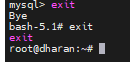 mysql> exit
Bye
bash-5.1# exit
exit
root@dharan:~#